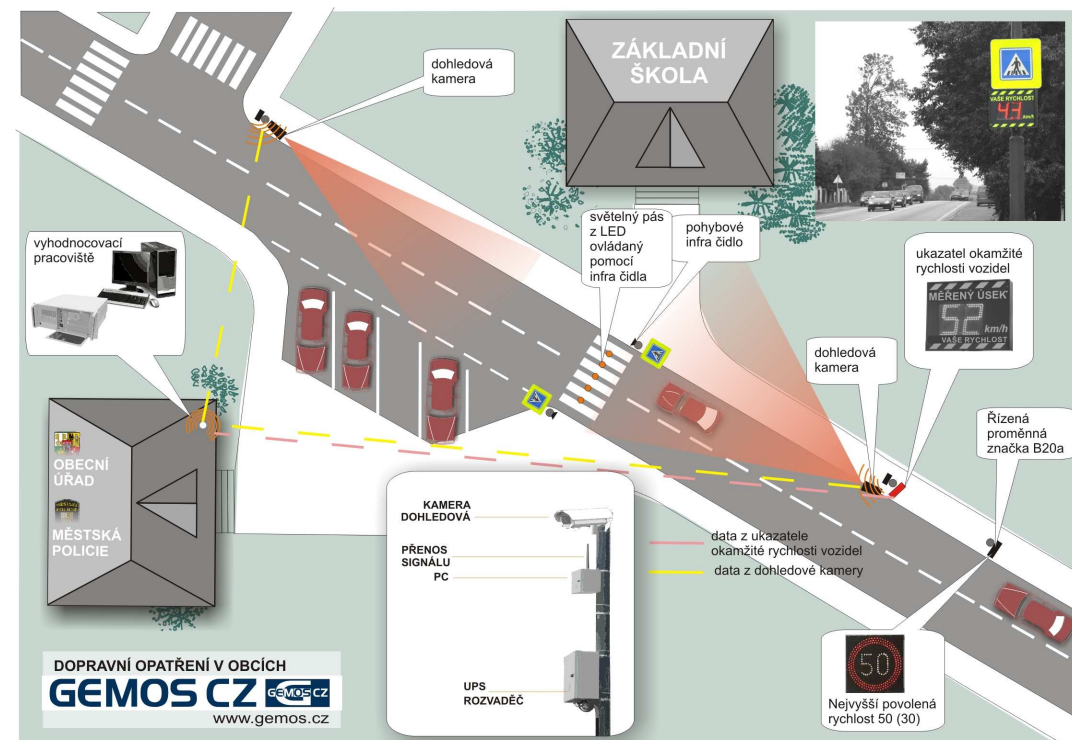 dohledová
kamera
ZÁKLADNÍ
ŠKOLA
VAŠE RYCHLOST
43 km/h
vyhodnocovací
pracoviště
světelný pás
z LED
ovládaný
pomocí
infra čidla
pohybové
infra čidlo
ukazatel okamžité
rychlosti vozidel
MĚŘENÝ ÚSEK
52 km/h
VAŠE RYCHLOST
dohledová
kamera
Řízená
proměnná
značka B20a
OBECNÍ
ÚŘAD
MĚSTSKÁ
POLICIE
KAMERA
DOHLEDOVÁ
PŘENOS
SIGNÁLU
PC
UPS
ROZVADĚČ
data z ukazatele
okamžité rychlosti vozidel
data z dohledové kamery
50
Nejvyšší povolená
rychlost 50 (30)
DOPRAVNÍ OPATŘENÍ V OBCÍCH
GEMOS CZ GEMOS CZ
www.gemos.cz